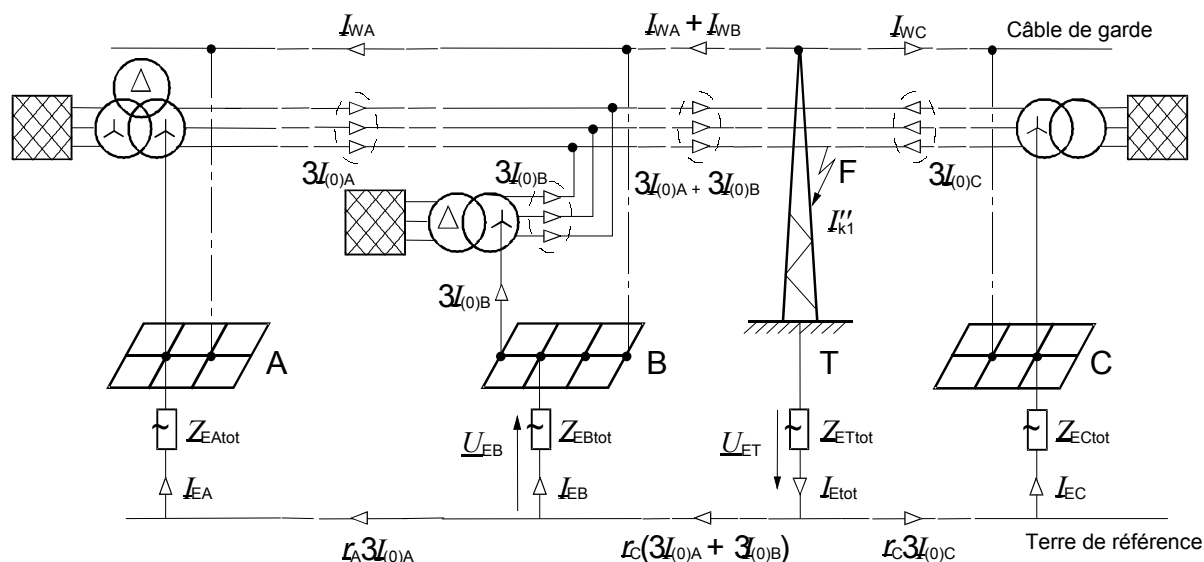 I_WA
I_WA + I_WB
I_WC
Câble de garde
3I_(0)A
3I_(0)B
3I_(0)A + 3I_(0)B
F
3I_(0)C
I''_k1
3I_(0)B
A
B
T
C
Z_EAtot
U_EB
Z_EBtot
U_ET
Z_ETtot
Z_ECtot
I_EA
I_EB
I_Etot
I_EC
r_A3I_(0)A
r_C(3I_(0)A + 3I_(0)B)
r_C3I_(0)C
Terre de référence